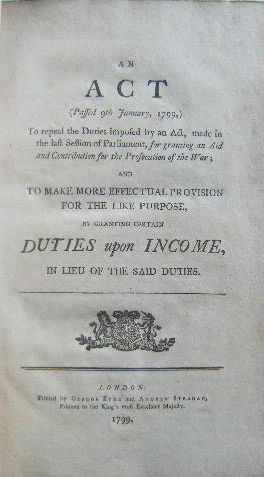 AN
ACT
(Paſſed 9th January, 1799,)
To repeal the Duties impoſed by an Act, made in
the laſt Seſſion of Parliament, for granting an Aid
and Contribution for the Proſecution of the War;
AND
TO MAKE MORE EFFECTUAL PROVISION
FOR THE LIKE PURPOSE,
BY GRANTING CERTAIN
DUTIES upon INCOME,
IN LIEU OF THE SAID DUTIES.
LONDON:
Printed by GEORGE EYRE and ANDREW STRAHAN,
Printers to the King's moſt Excellent Majeſty.
1799.